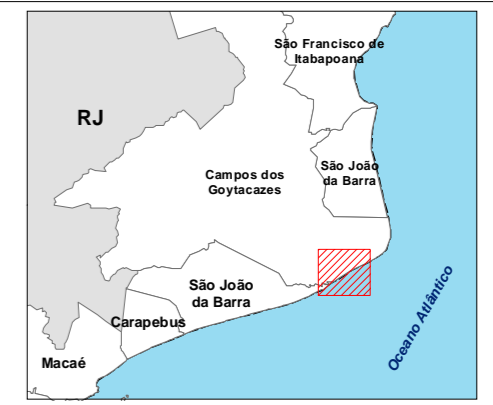 São Francisco de
Itabapoana
RJ
Campos dos
Goytacazes
São João
da Barra
São João
da Barra
Carapebus
Macaé
Oceano Atlântico